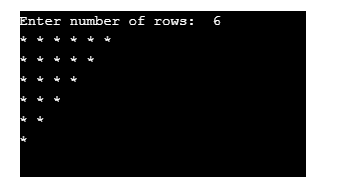 Enter number of rows:  6
* * * * * *
* * * * *
* * * *
* * *
* *
*